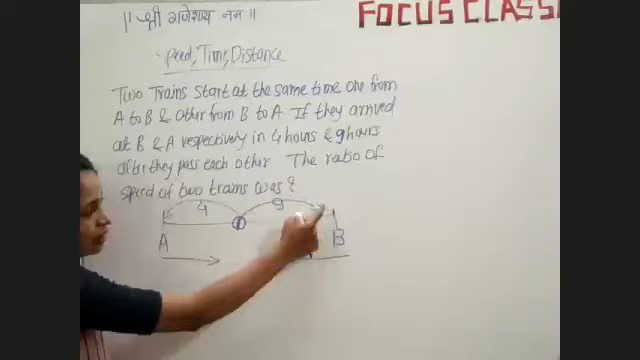 || श्री गणेशाय नमः ||
FOCUS CLASS
Speed, Time, Distance
Two Trains start at the same time one from
A to B & other from B to A If they arrived
at B & A respectively in 4 hours & 9 hours
after they pass each other The ratio of
speed of two trains was ?
4 9
A B